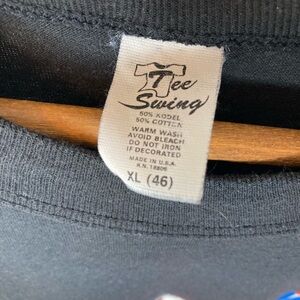 Tee
Swing
50% KODEL
50% COTTON
WARM WASH
AVOID BLEACH
DO NOT IRON
IF DECORATED
MADE IN U.S.A.
R.N. 18806
XL (46)